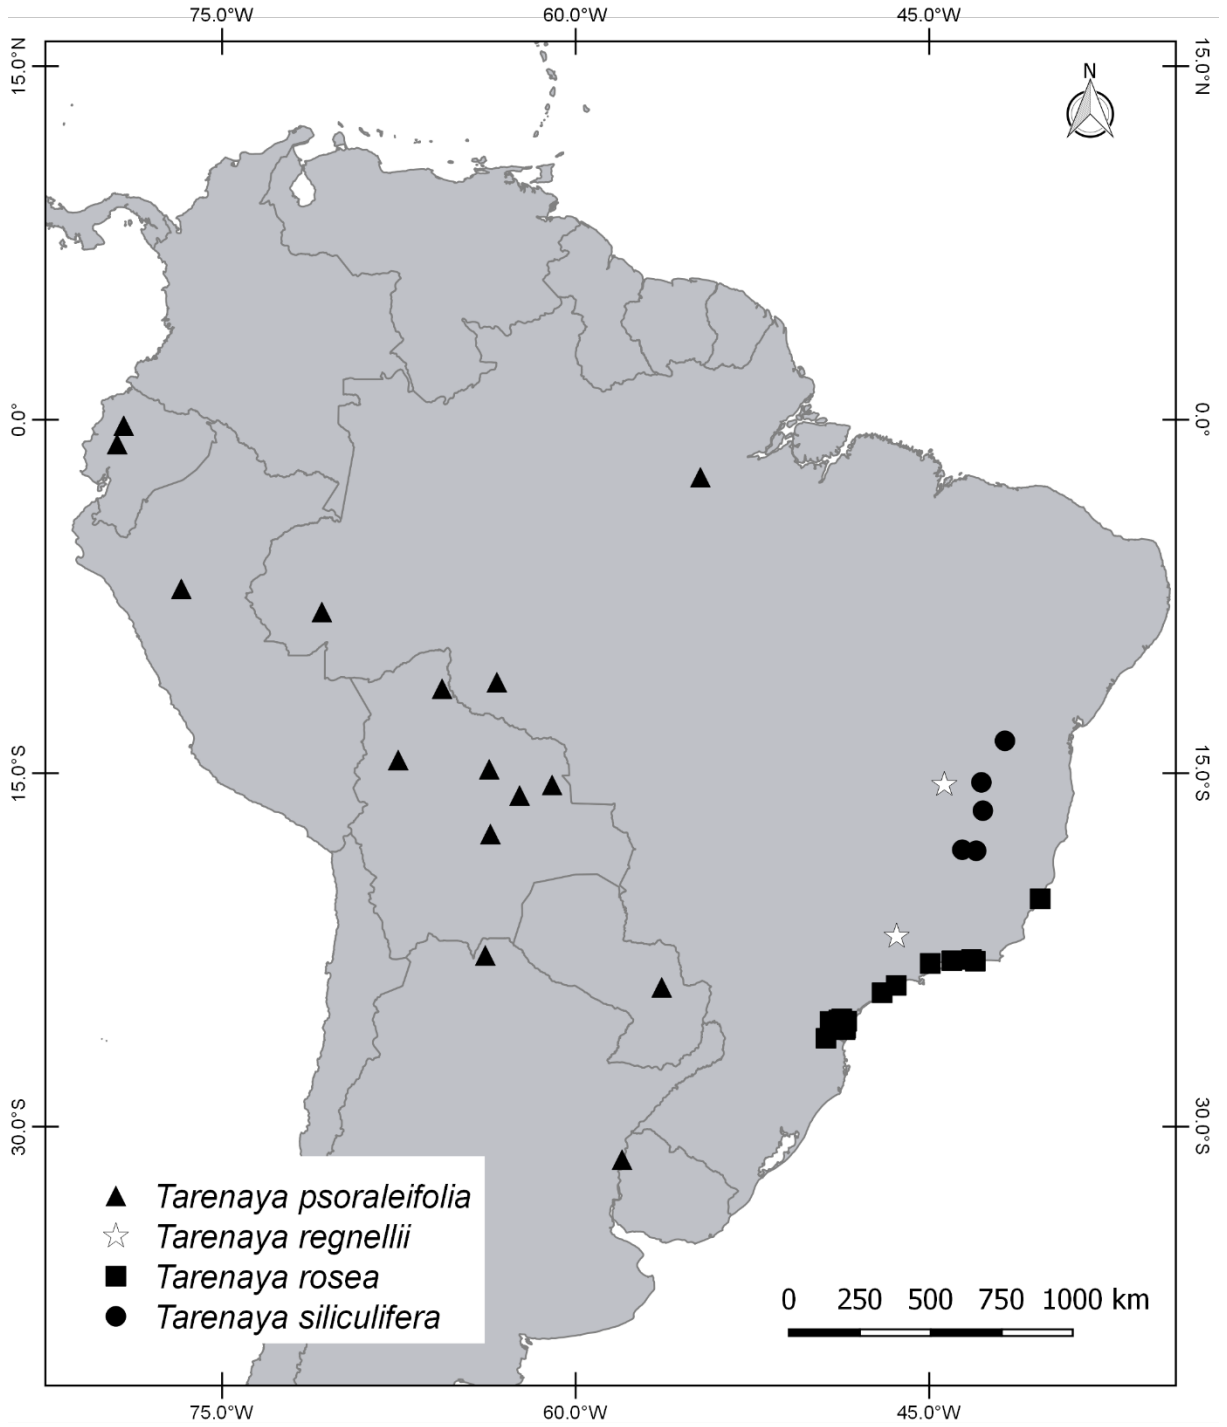 75.0°W 60.0°W 45.0°W
15.0°N 15.0°N
N
0.0° 0.0°
15.0°S 15.0°S
30.0°S 30.0°S
Tarenaya psoraleifolia
Tarenaya regnellii
Tarenaya rosea
Tarenaya siliculifera
0 250 500 750 1000 km
75.0°W 60.0°W 45.0°W